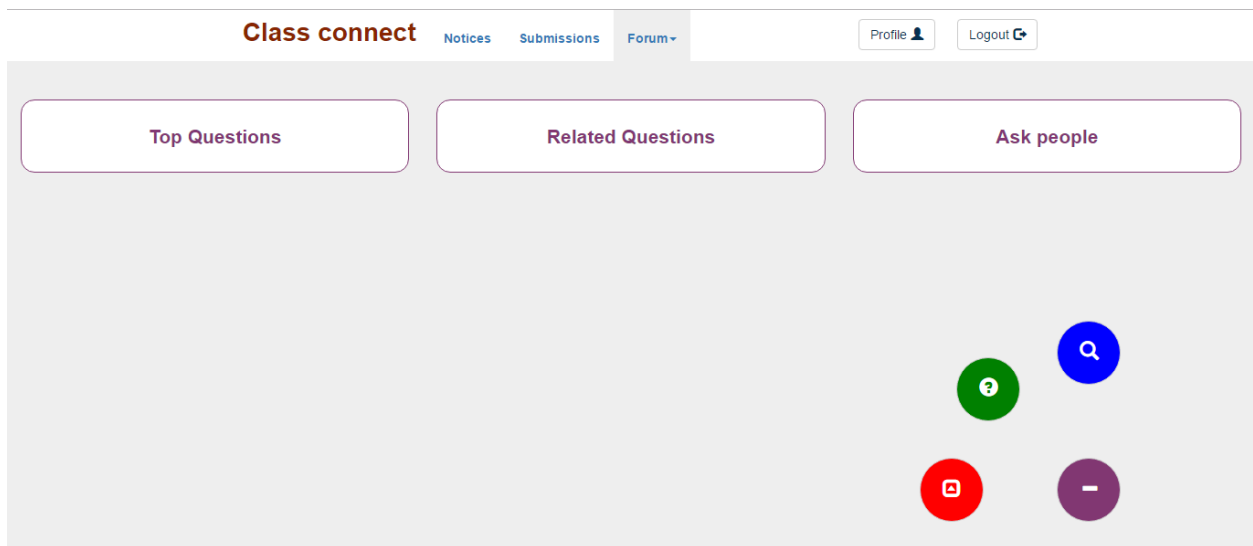 Class connect Notices Submissions Forum Profile Logout
Top Questions Related Questions Ask people